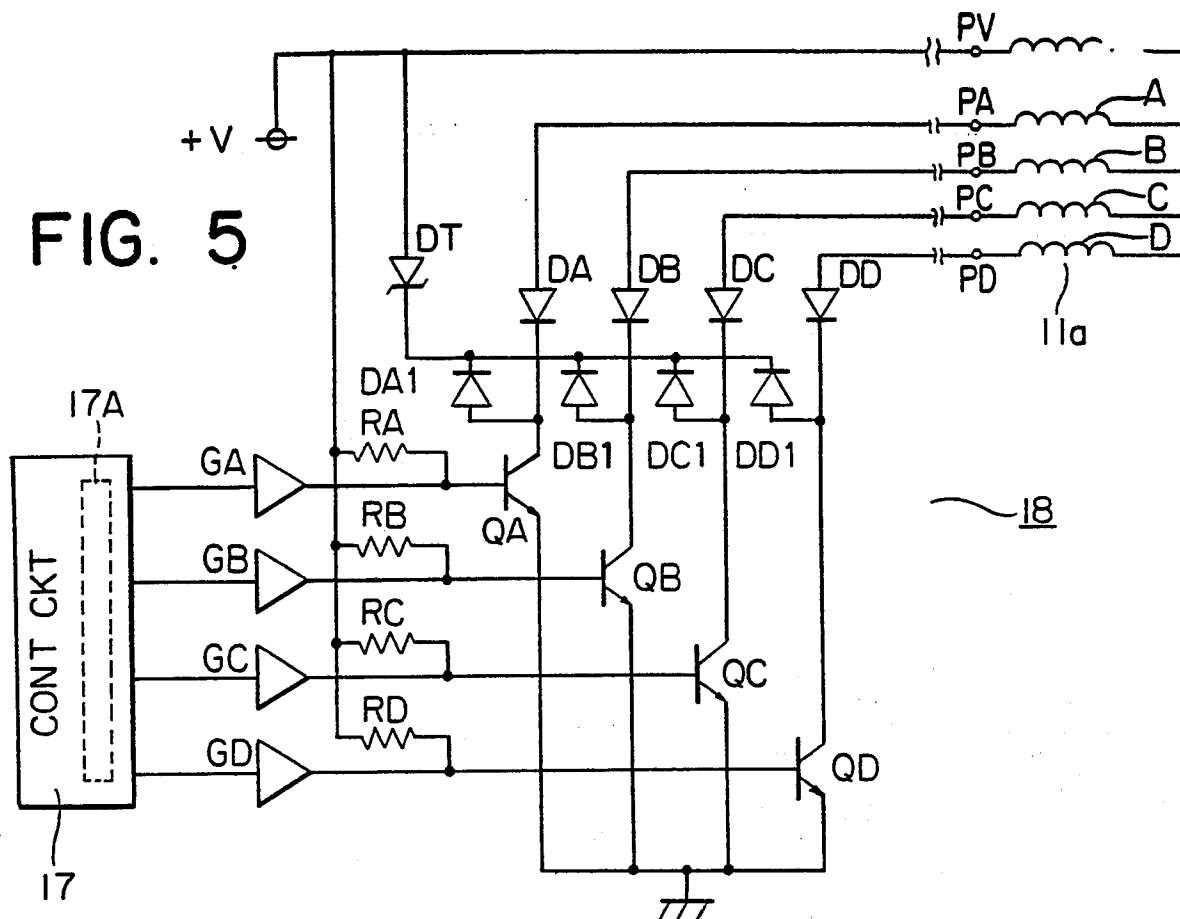 PV
+V
PA
A
PB
B
PC
C
PD
D
11a
FIG. 5
DT
DA
DB
DC
DD
DA1
DB1
DC1
DD1
17A
RA
GA
QA
18
RB
GB
QB
CONT CKT
RC
GC
QC
RD
GD
QD
17